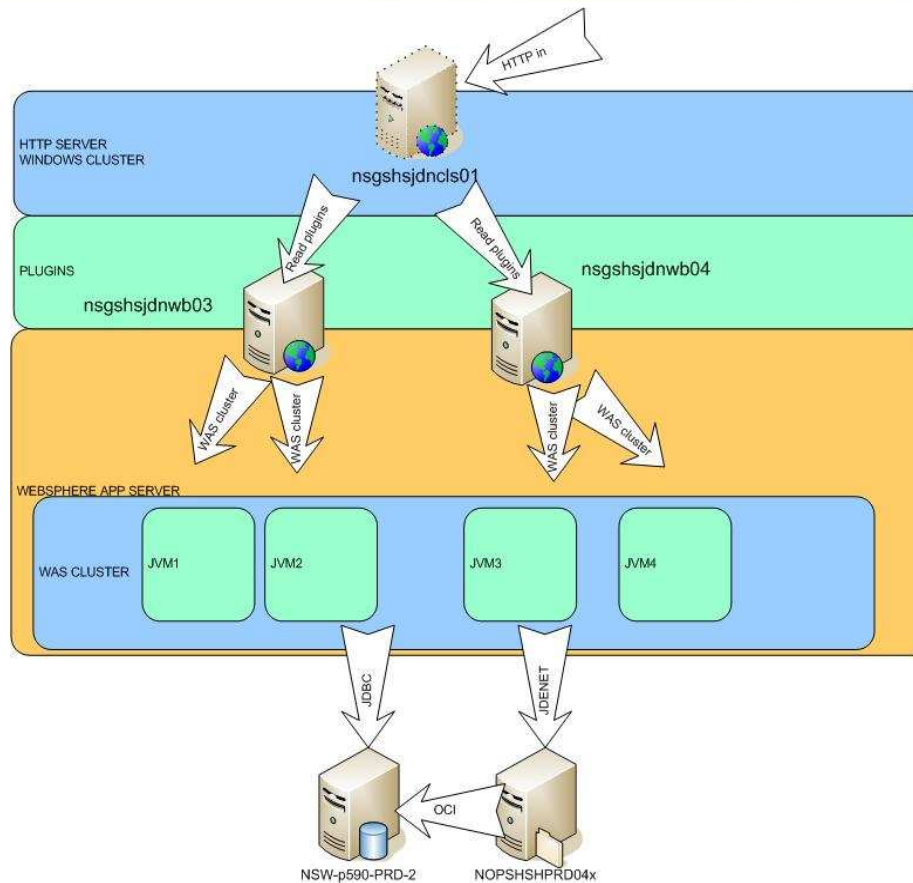 HTTP in
HTTP SERVER
WINDOWS CLUSTER
nsgshsjdncls01
Read plugins
Read plugins
PLUGINS
nsgshsjdnwb04
nsgshsjdnwb03
WAS cluster
WAS cluster
WAS cluster
WAS cluster
WEBSPHERE APP SERVER
WAS CLUSTER
JVM1
JVM2
JVM3
JVM4
JDBC
JDENET
OCI
NSW-p590-PRD-2
NOPSHSHPRD04x